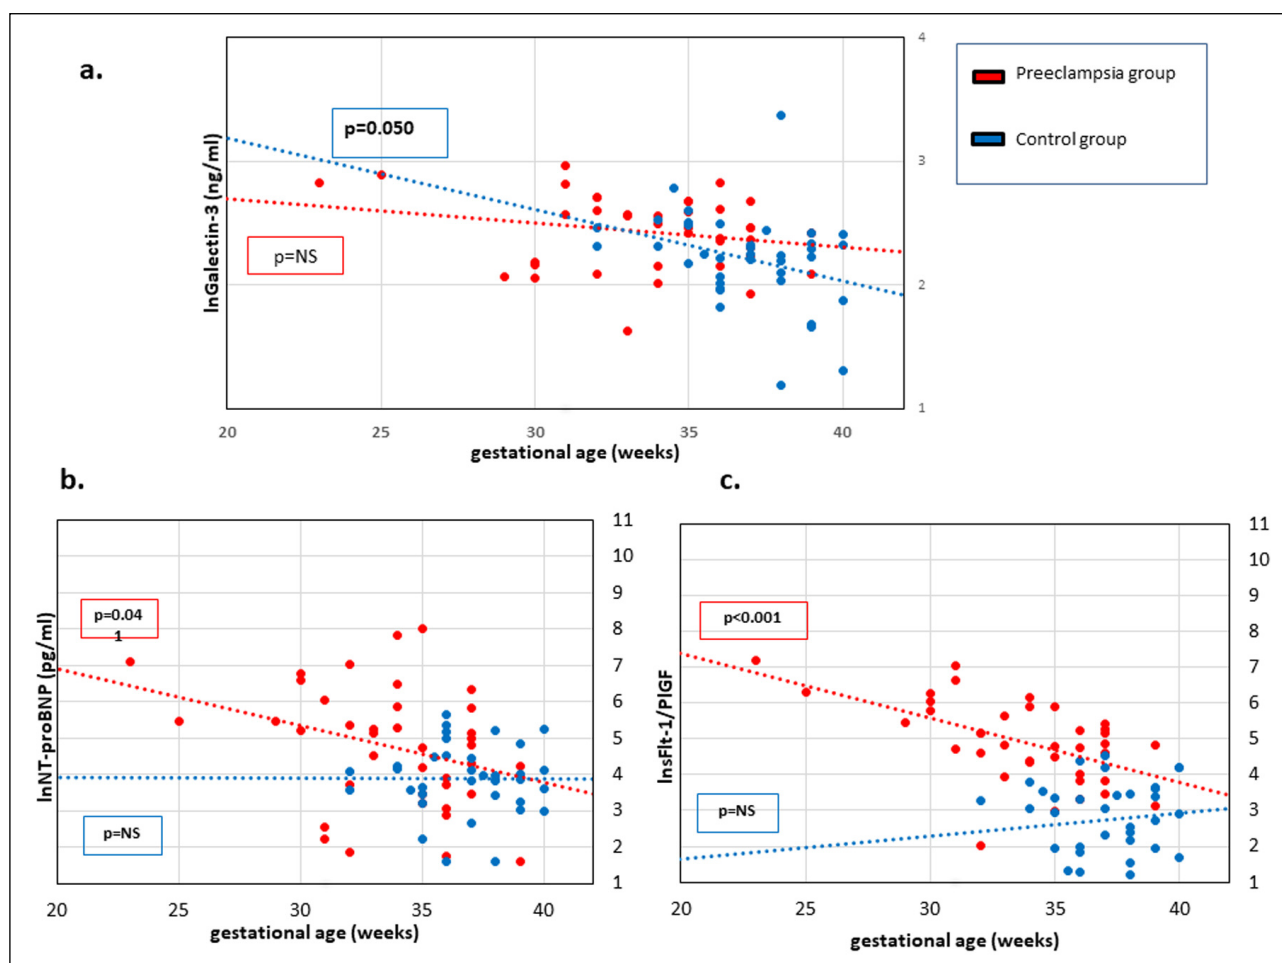 a.
4
Preeclampsia group
Control group
p=0.050
3
p=NS
lnGalectin-3 (ng/ml)
2
1
20 25 30 35 40
gestational age (weeks)
b.
11
10
9
8
7
6
5
4
3
2
1
p=0.04
1
p=NS
lnNT-proBNP (pg/ml)
20 25 30 35 40
gestational age (weeks)
c.
11
10
9
8
7
6
5
4
3
2
1
p<0.001
p=NS
lnsFlt-1/PlGF
20 25 30 35 40
gestational age (weeks)